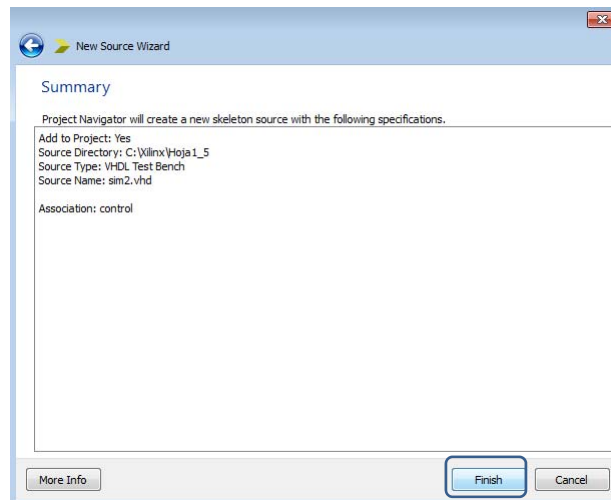 New Source Wizard
Summary
Project Navigator will create a new skeleton source with the following specifications.
Add to Project: Yes
Source Directory: C:\Xilinx\Hoja1_5
Source Type: VHDL Test Bench
Source Name: sim2.vhd
Association: control
More Info
Finish
Cancel